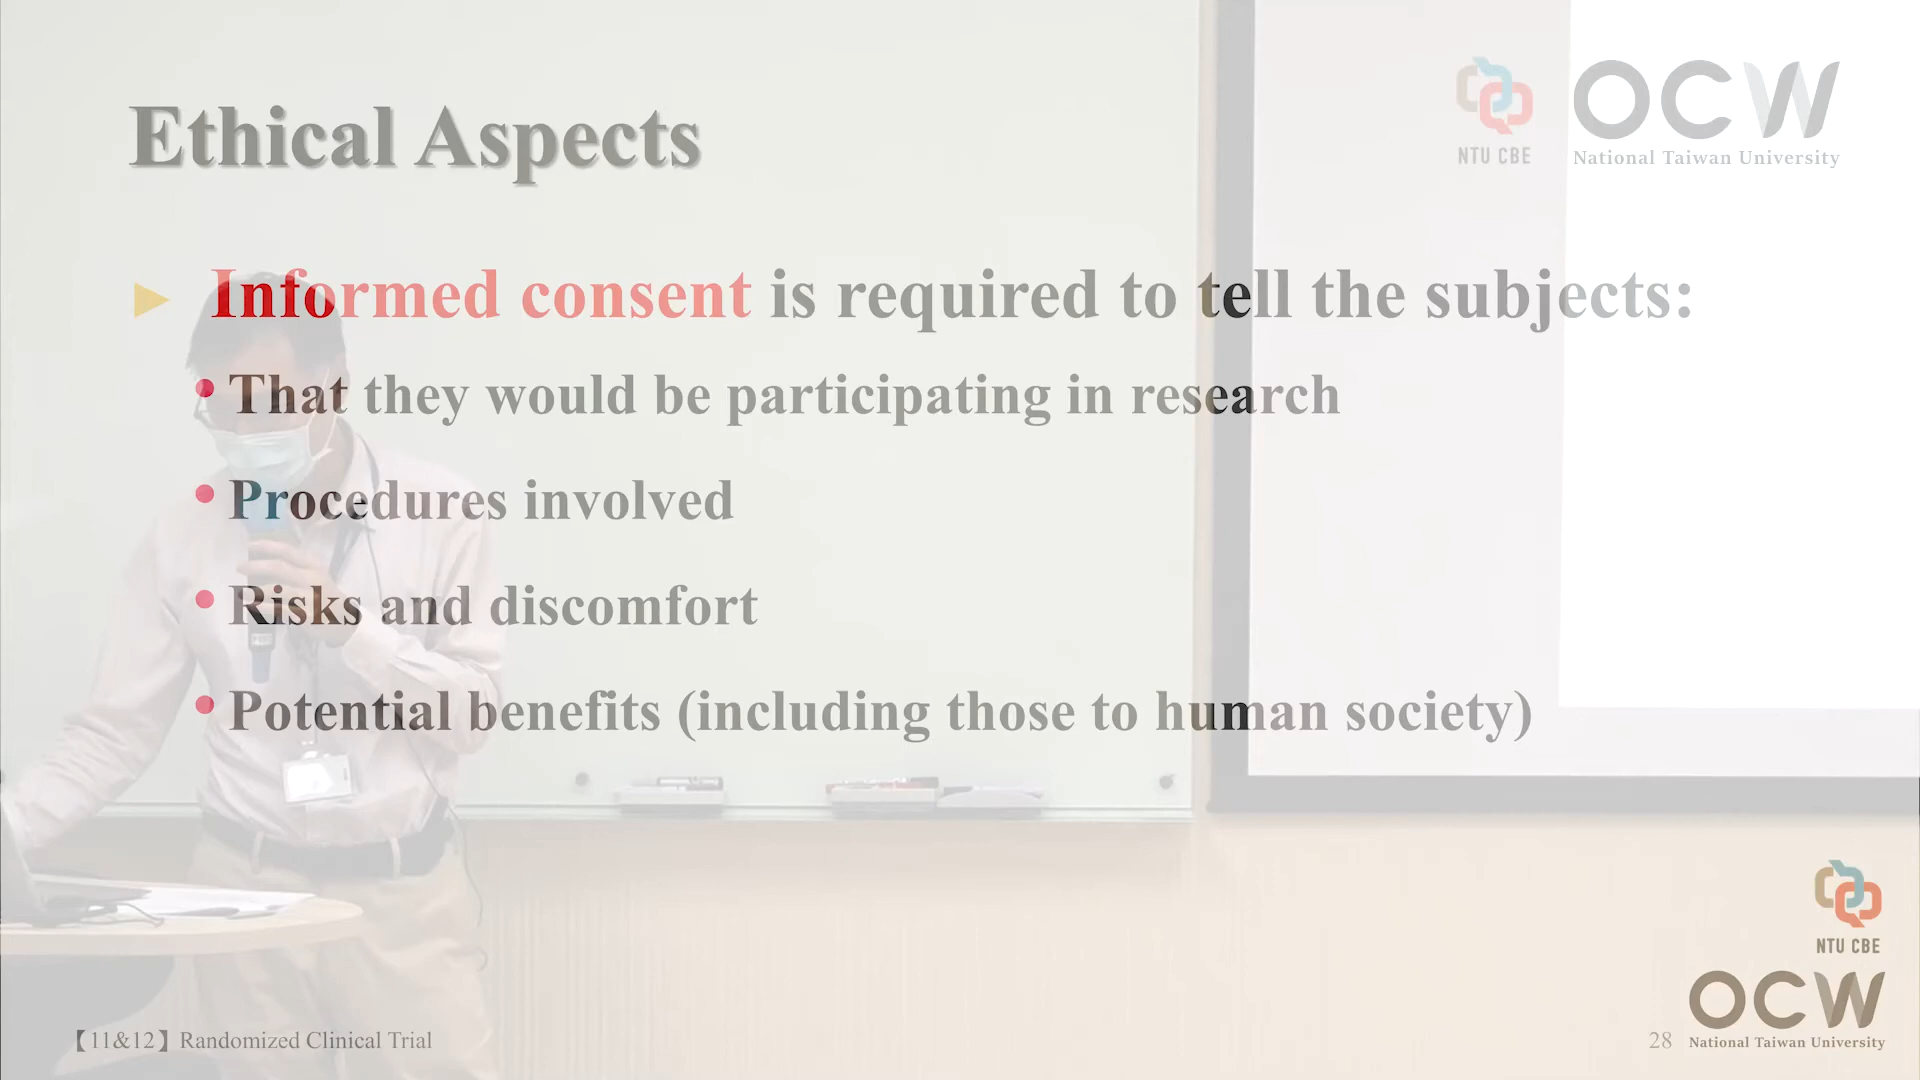 Ethical Aspects
NTU CBE
OCW
National Taiwan University
Informed consent is required to tell the subjects:
• That they would be participating in research
• Procedures involved
• Risks and discomfort
• Potential benefits (including those to human society)
NTU CBE
OCW
National Taiwan University
【11&12】Randomized Clinical Trial
28